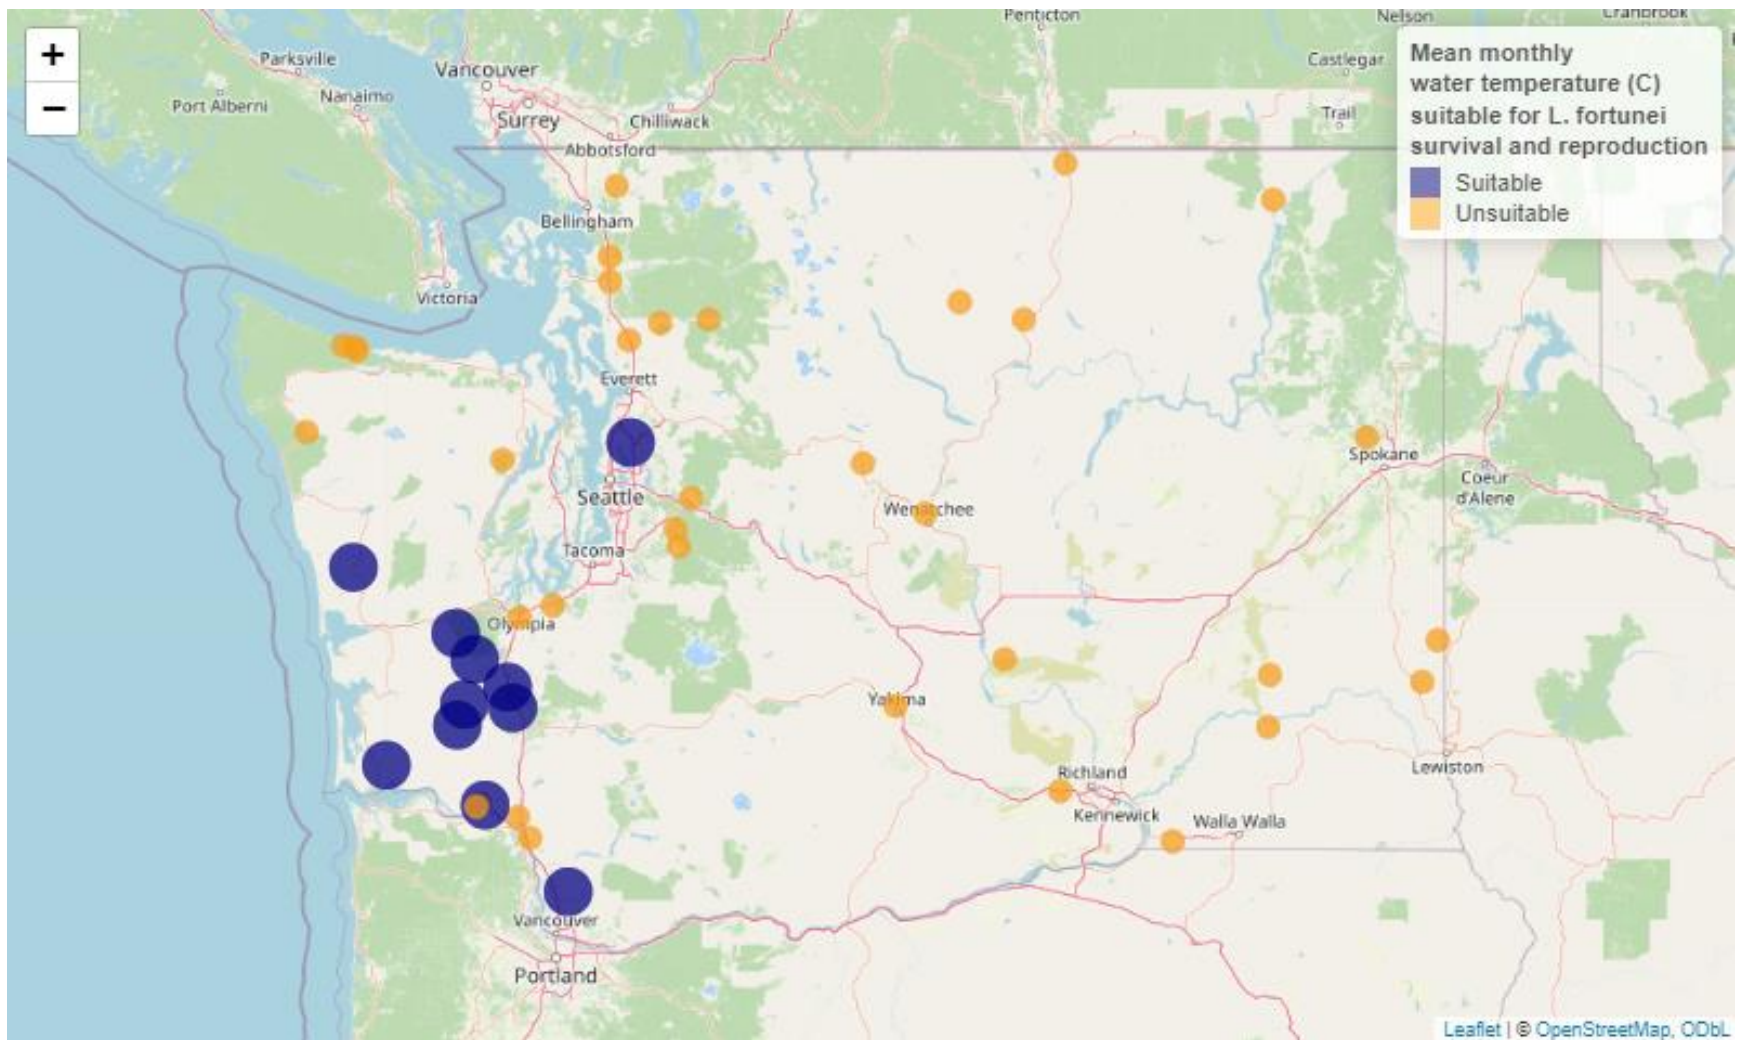 +
−
Penticton
Nelson
Cranbrook
Parksville
Vancouver
Castlegar
Port Alberni
Nanaimo
Surrey
Chilliwack
Trail
Abbotsford
Mean monthly
water temperature (C)
suitable for L. fortunei
survival and reproduction
Suitable
Unsuitable
Bellingham
Victoria
Everett
Spokane
Coeur
d'Alene
Seattle
Wenatchee
Tacoma
Olympia
Yakima
Lewiston
Richland
Kennewick
Walla Walla
Vancouver
Portland
Leaflet | © OpenStreetMap, ODbL